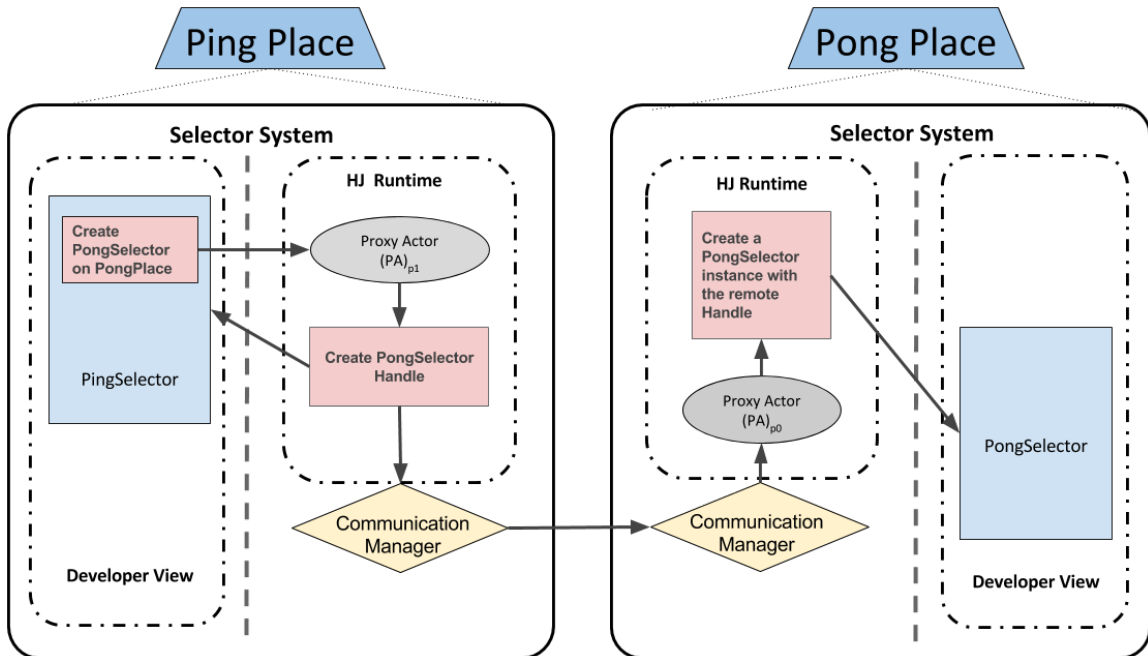 Ping Place
Selector System
Create
PongSelector
on PongPlace
PingSelector
Developer View
HJ Runtime
Proxy Actor
(PA)p1
Create PongSelector
Handle
Communication
Manager
Pong Place
Selector System
HJ Runtime
Create a
PongSelector
instance with
the remote
Handle
Proxy Actor
(PA)p0
Communication
Manager
PongSelector
Developer View